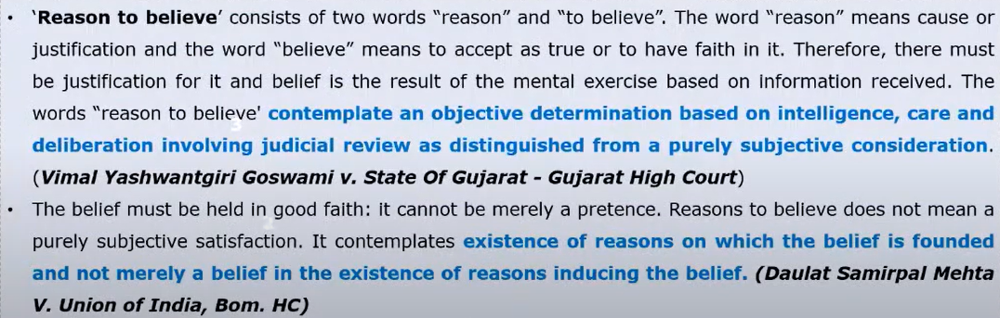 • ‘Reason to believe’ consists of two words “reason” and “to believe”. The word “reason” means cause or
justification and the word “believe” means to accept as true or to have faith in it. Therefore, there must
be justification for it and belief is the result of the mental exercise based on information received. The
words “reason to believe' contemplate an objective determination based on intelligence, care and
3
deliberation involving judicial review as distinguished from a purely subjective consideration.
(Vimal Yashwantgiri Goswami v. State Of Gujarat - Gujarat High Court)
• The belief must be held in good faith: it cannot be merely a pretence. Reasons to believe does not mean a
2
purely subjective satisfaction. It contemplates existence of reasons on which the belief is founded
and not merely a belief in the existence of reasons inducing the belief. (Daulat Samirpal Mehta
V. Union of India, Bom. HC)